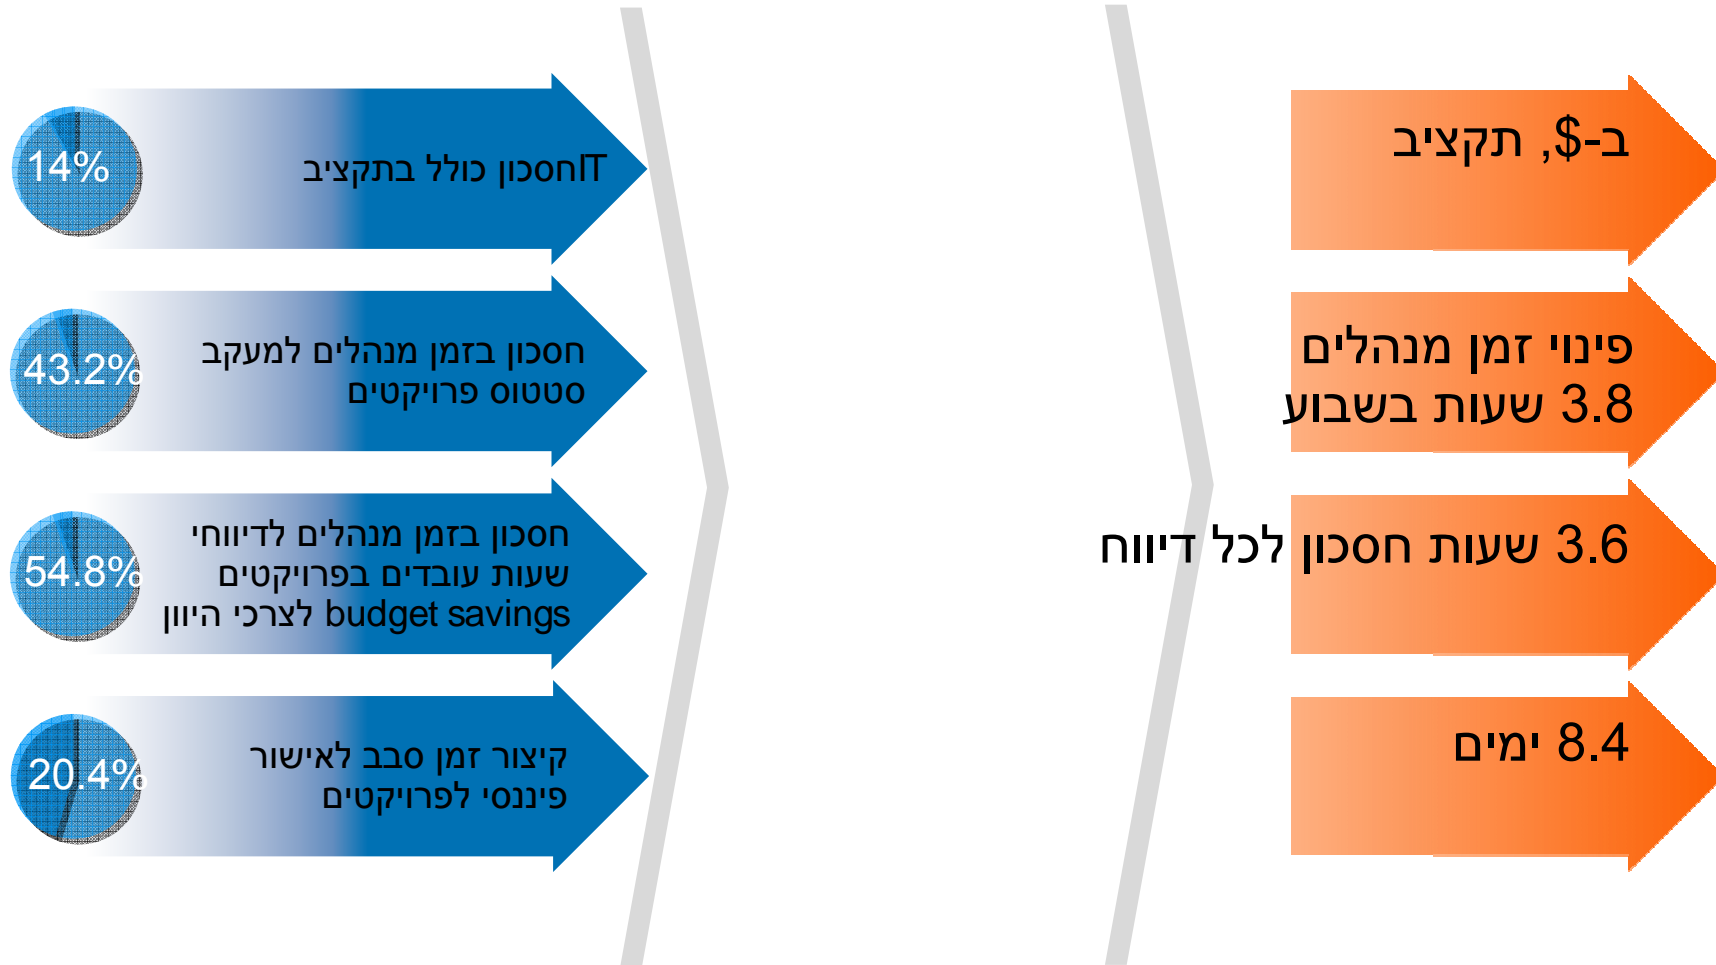 14%
חסכון כולל בתקציב IT
ב-$, תקציב
43.2%
חסכון בזמן מנהלים למעקב
סטטוס פרויקטים
פינוי זמן מנהלים
3.8 שעות בשבוע
54.8%
חסכון בזמן מנהלים לדיווחי
שעות עובדים בפרויקטים
budget savings לצרכי היוון
3.6 שעות חסכון לכל דיווח
20.4%
קיצור זמן סבב לאישור
פיננסי לפרויקטים
8.4 ימים